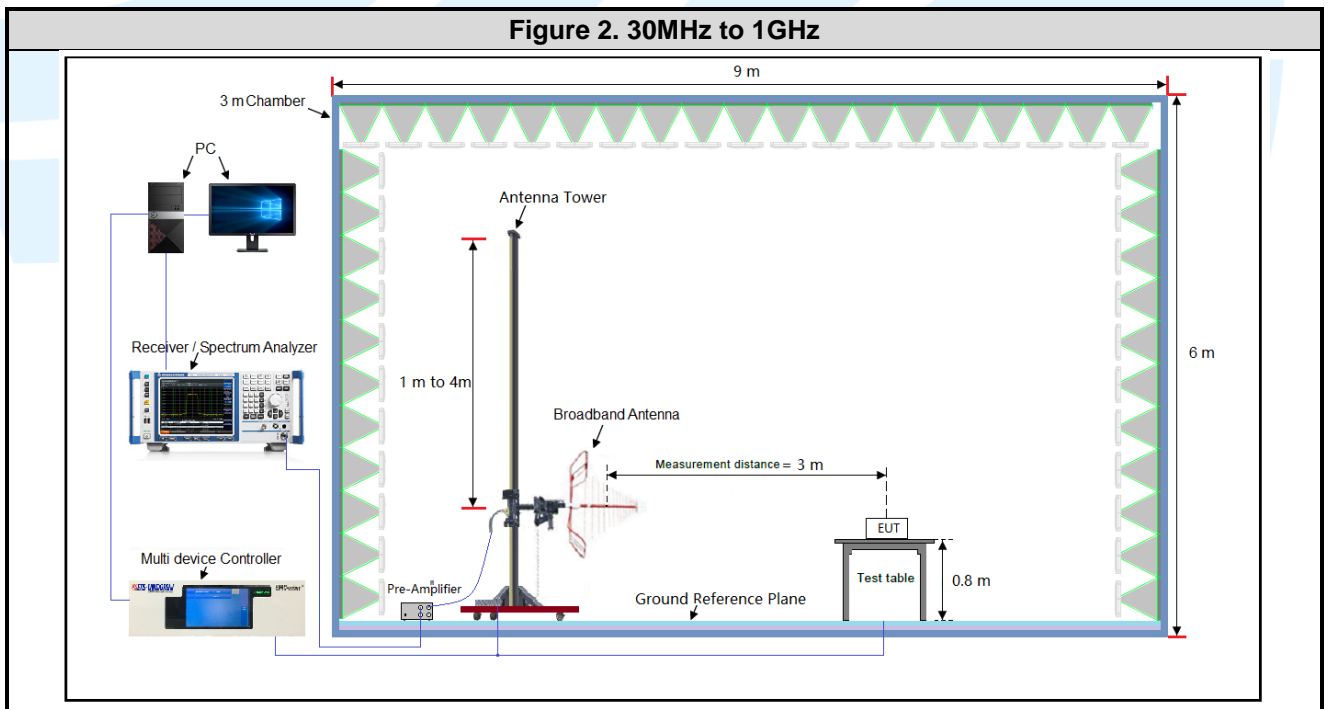 Figure 2. 30MHz to 1GHz
9 m
3 m Chamber
PC
Antenna Tower
Receiver / Spectrum Analyzer
1 m to 4m
6 m
Broadband Antenna
Measurement distance = 3 m
EUT
Multi device Controller
Pre-Amplifier
Test table
0.8 m
Ground Reference Plane